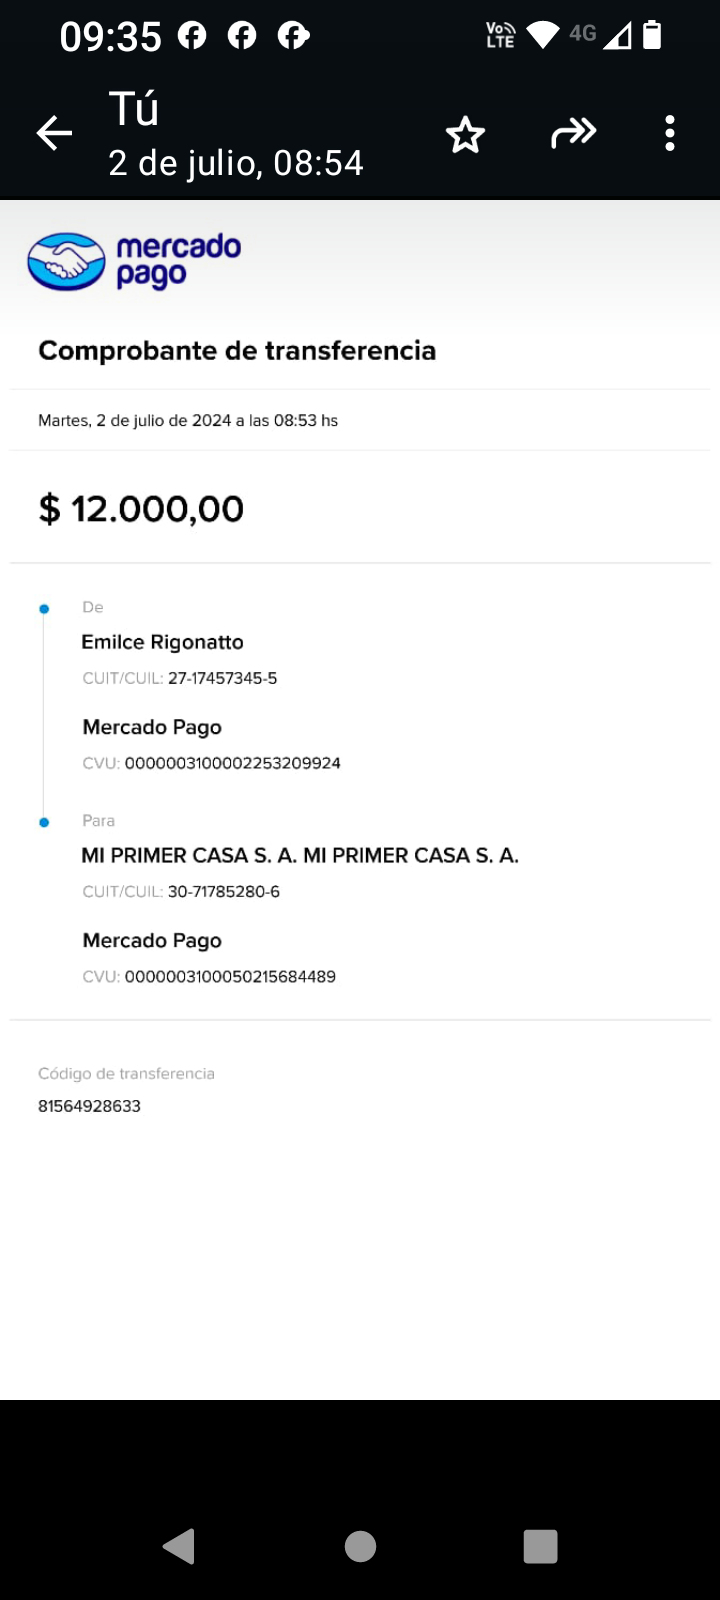 09:35
Vo LTE 4G
Tú
2 de julio, 08:54
mercado
pago
Comprobante de transferencia
Martes, 2 de julio de 2024 a las 08:53 hs
$ 12.000,00
De
Emilce Rigonatto
CUIT/CUIL: 27-17457345-5
Mercado Pago
CVU: 0000003100002253209924
Para
MI PRIMER CASA S. A. MI PRIMER CASA S. A.
CUIT/CUIL: 30-71785280-6
Mercado Pago
CVU: 0000003100050215684489
Código de transferencia
81564928633